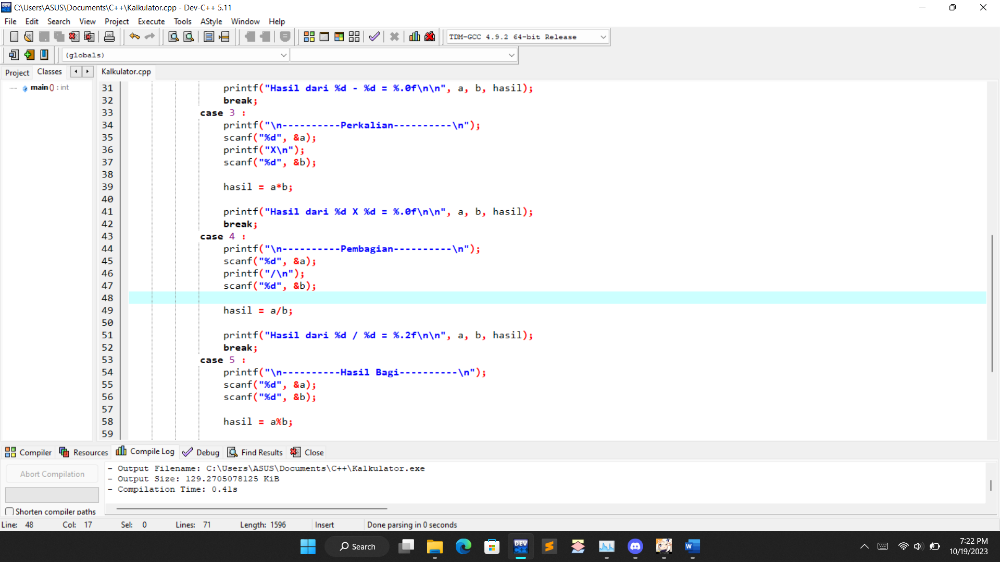 C:\Users\ASUS\Documents\C++\Kalkulator.cpp - Dev-C++ 5.11
File Edit Search View Project Execute Tools AStyle Window Help
TDM-GCC 4.9.2 64-bit Release
(globals)
Project Classes Kalkulator.cpp
main () : int
31 printf("Hasil dari %d - %d = %.0f\n\n", a, b, hasil);
32 break;
33 case 3 :
34 printf("\n----------Perkalian----------\n");
35 scanf("%d", &a);
36 printf("X\n");
37 scanf("%d", &b);
38
39 hasil = a*b;
40
41 printf("Hasil dari %d X %d = %.0f\n\n", a, b, hasil);
42 break;
43 case 4 :
44 printf("\n----------Pembagian----------\n");
45 scanf("%d", &a);
46 printf("/\n");
47 scanf("%d", &b);
48
49 hasil = a/b;
50
51 printf("Hasil dari %d / %d = %.2f\n\n", a, b, hasil);
52 break;
53 case 5 :
54 printf("\n----------Hasil Bagi----------\n");
55 scanf("%d", &a);
56 scanf("%d", &b);
57
58 hasil = a%b;
59
Compiler Resources Compile Log Debug Find Results Close
Abort Compilation
Shorten compiler paths
- Output Filename: C:\Users\ASUS\Documents\C++\Kalkulator.exe
- Output Size: 129.2705078125 KiB
- Compilation Time: 0.41s
Line: 48 Col: 17 Sel: 0 Lines: 71 Length: 1596 Insert Done parsing in 0 seconds
Search
DEV C++
W
7:22 PM
10/19/2023